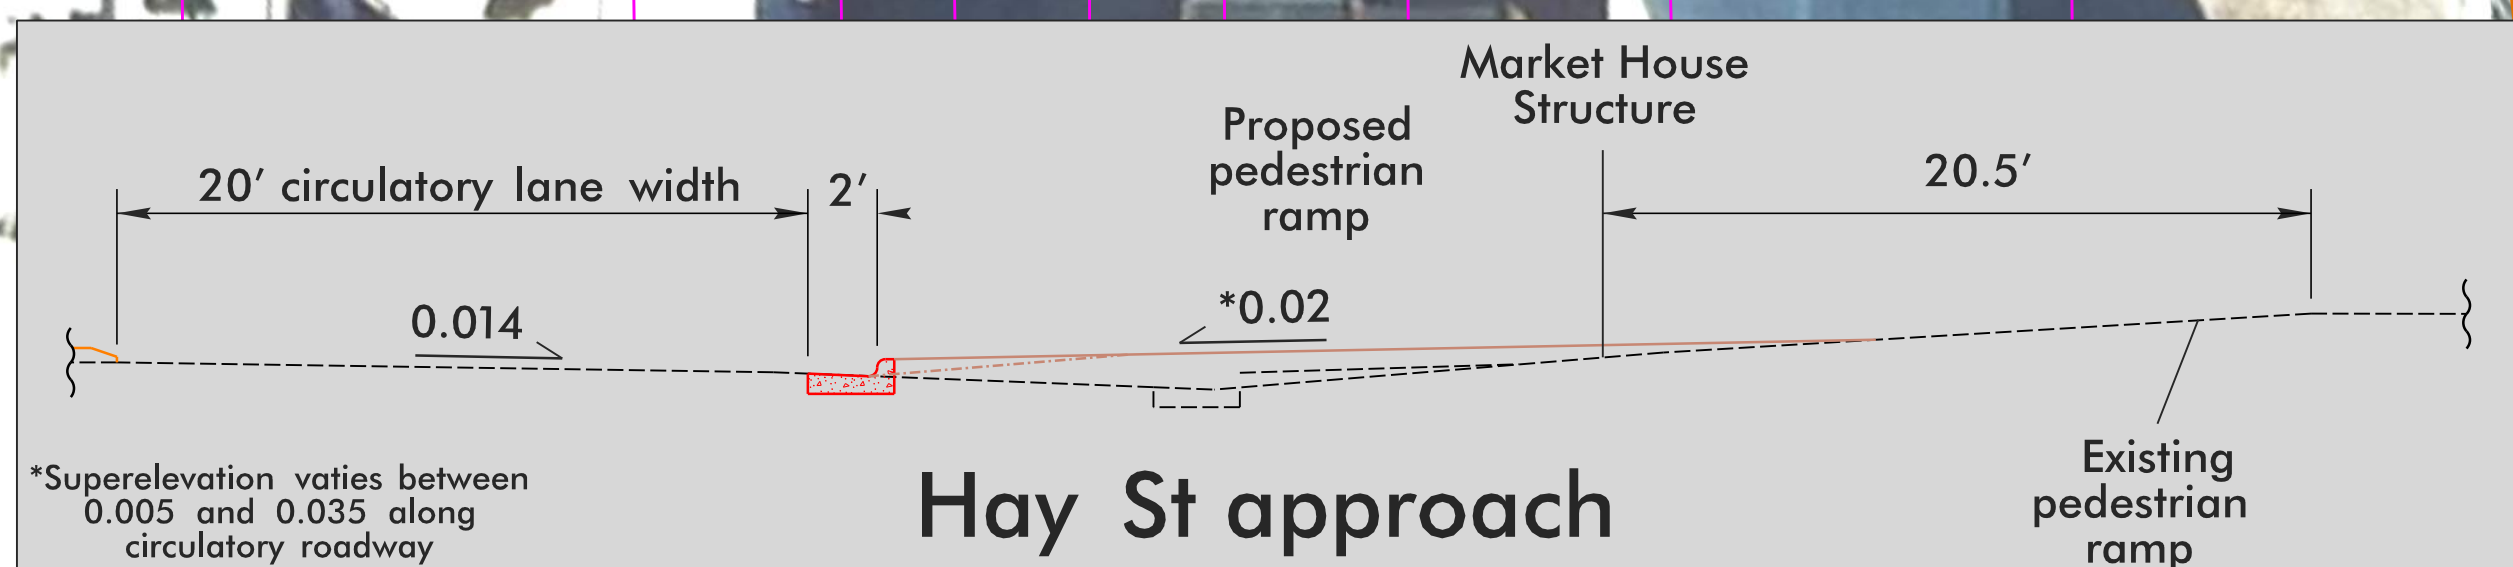 Market House
Structure
Proposed
pedestrian
ramp
20' circulatory lane width
2'
20.5'
0.014
*0.02
*Superelevation vaties between
0.005 and 0.035 along
circulatory roadway
Hay St approach
Existing
pedestrian
ramp